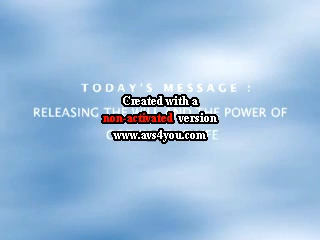 TODAY'S MESSAGE :
Created with a
RELEASING THE THE POWER OF
non-activated version
www.avs4you.com